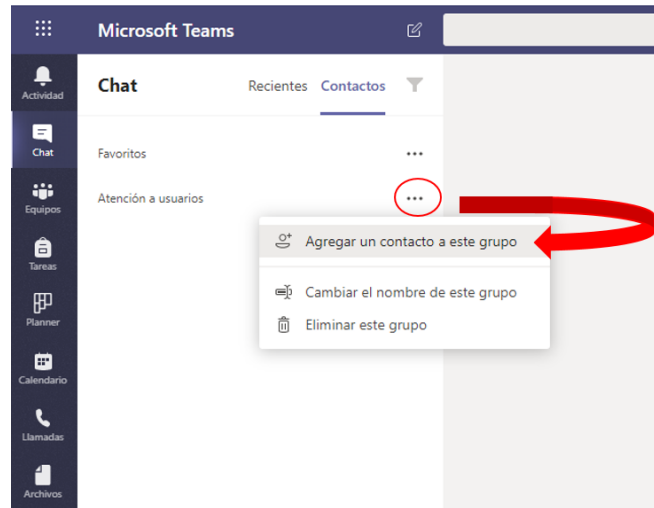 Microsoft Teams
Actividad
Chat
Equipos
Tareas
Planner
Calendario
Llamadas
Archivos
Chat
Recientes
Contactos
Favoritos
Atención a usuarios
Agregar un contacto a este grupo
Cambiar el nombre de este grupo
Eliminar este grupo